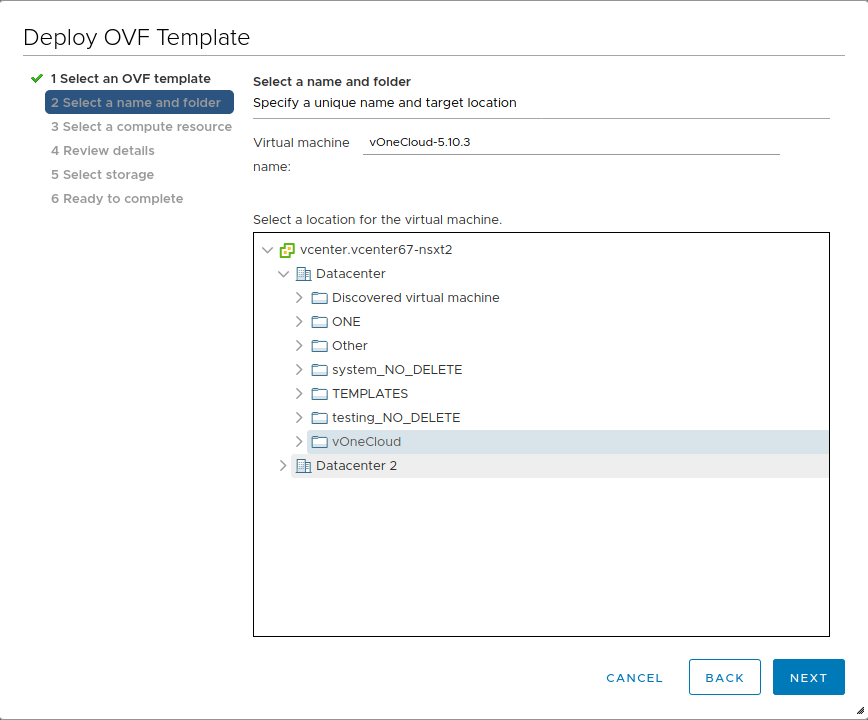 Deploy OVF Template
1 Select an OVF template
2 Select a name and folder
3 Select a compute resource
4 Review details
5 Select storage
6 Ready to complete
Select a name and folder
Specify a unique name and target location
Virtual machine name:
vOneCloud-5.10.3
Select a location for the virtual machine.
vcenter.vcenter67-nsxt2
Datacenter
Discovered virtual machine
ONE
Other
system_NO_DELETE
TEMPLATES
testing_NO_DELETE
vOneCloud
Datacenter 2
CANCEL
BACK
NEXT